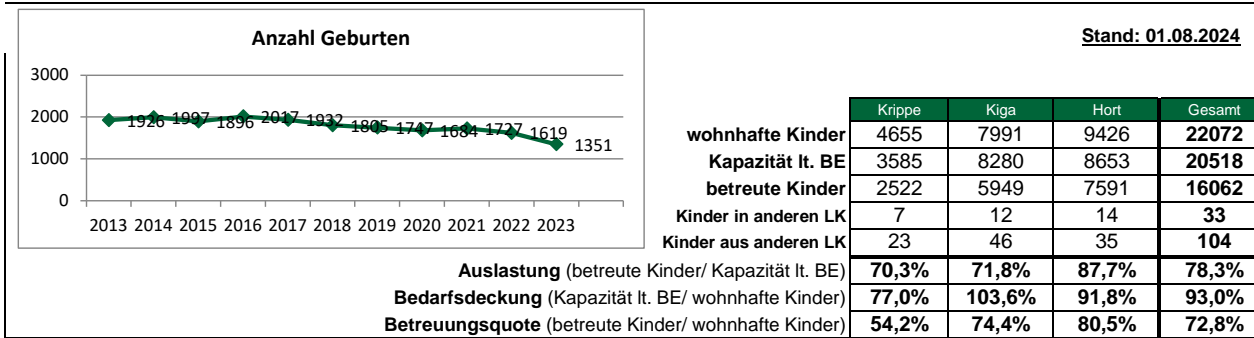 Anzahl Geburten
Stand: 01.08.2024
3000
2000
1000
0
1926 1997 1896 2017 1932 1805 1747 1684 1727 1619 1351
2013 2014 2015 2016 2017 2018 2019 2020 2021 2022 2023
Krippe Kiga Hort Gesamt
wohnhafte Kinder 4655 7991 9426 22072
Kapazität lt. BE 3585 8280 8653 20518
betreute Kinder 2522 5949 7591 16062
Kinder in anderen LK 7 12 14 33
Kinder aus anderen LK 23 46 35 104
Auslastung (betreute Kinder/ Kapazität lt. BE) 70,3% 71,8% 87,7% 78,3%
Bedarfsdeckung (Kapazität lt. BE/ wohnhafte Kinder) 77,0% 103,6% 91,8% 93,0%
Betreuungsquote (betreute Kinder/ wohnhafte Kinder) 54,2% 74,4% 80,5% 72,8%